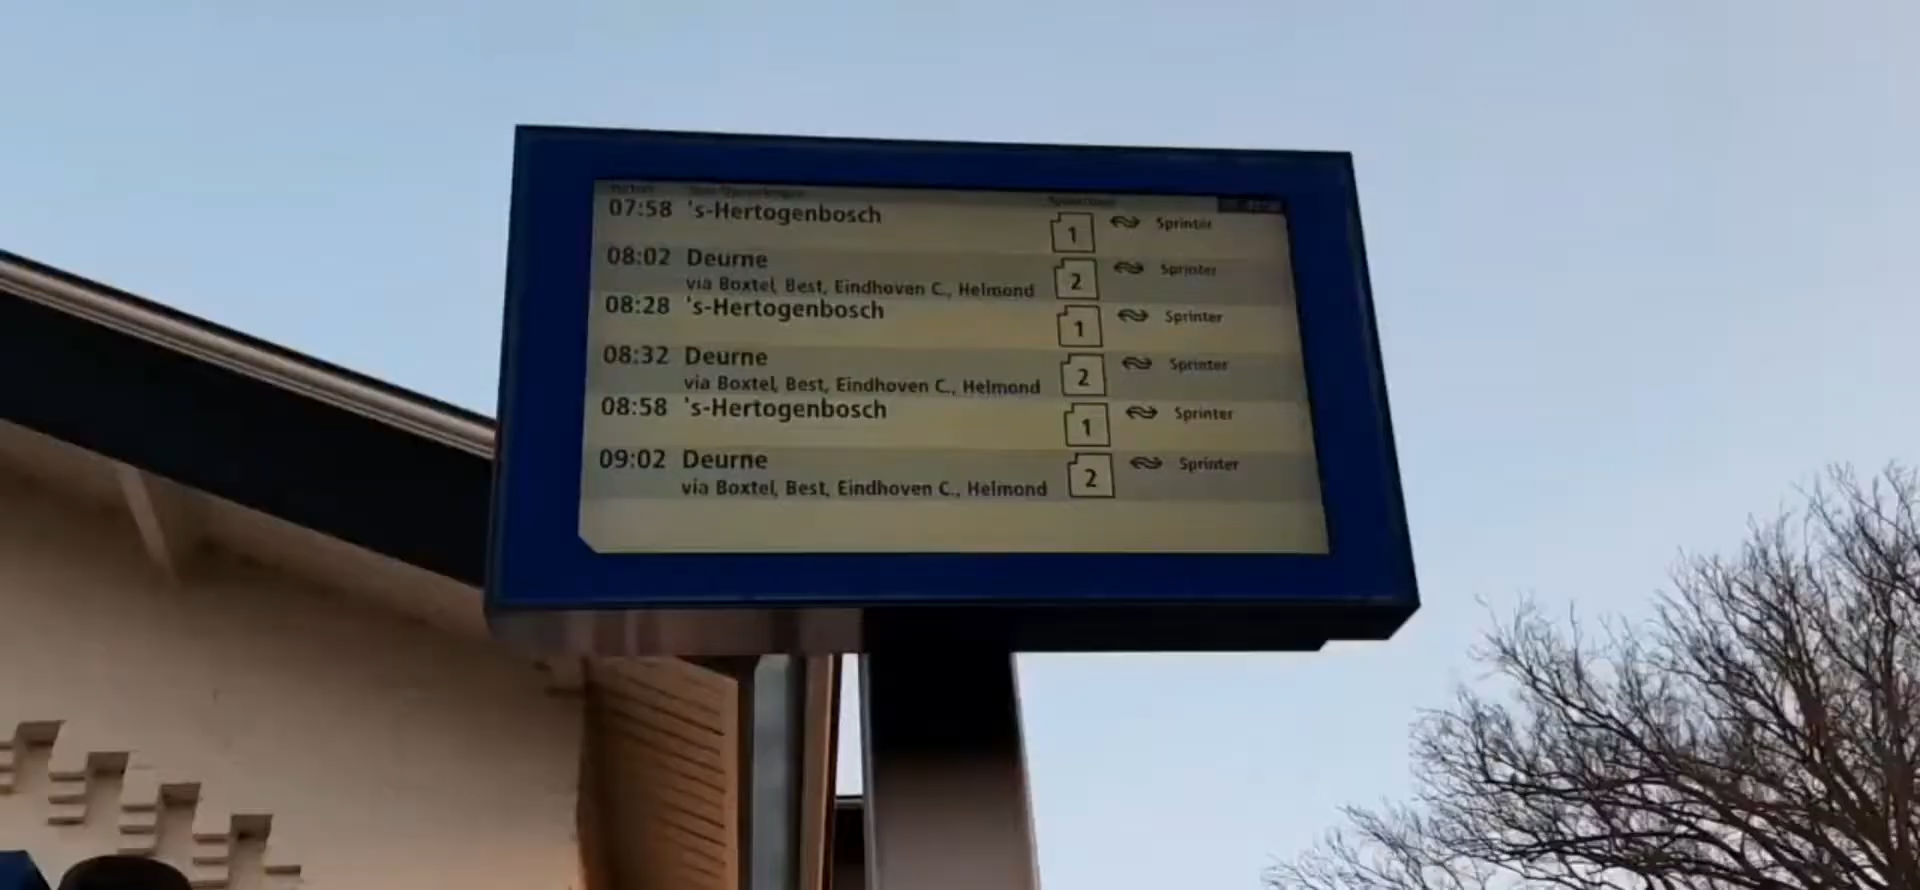 07:58 's-Hertogenbosch 1 Sprinter
08:02 Deurne 2 Sprinter
via Boxtel, Best, Eindhoven C., Helmond
08:28 's-Hertogenbosch 1 Sprinter
08:32 Deurne 2 Sprinter
via Boxtel, Best, Eindhoven C., Helmond
08:58 's-Hertogenbosch 1 Sprinter
09:02 Deurne 2 Sprinter
via Boxtel, Best, Eindhoven C., Helmond